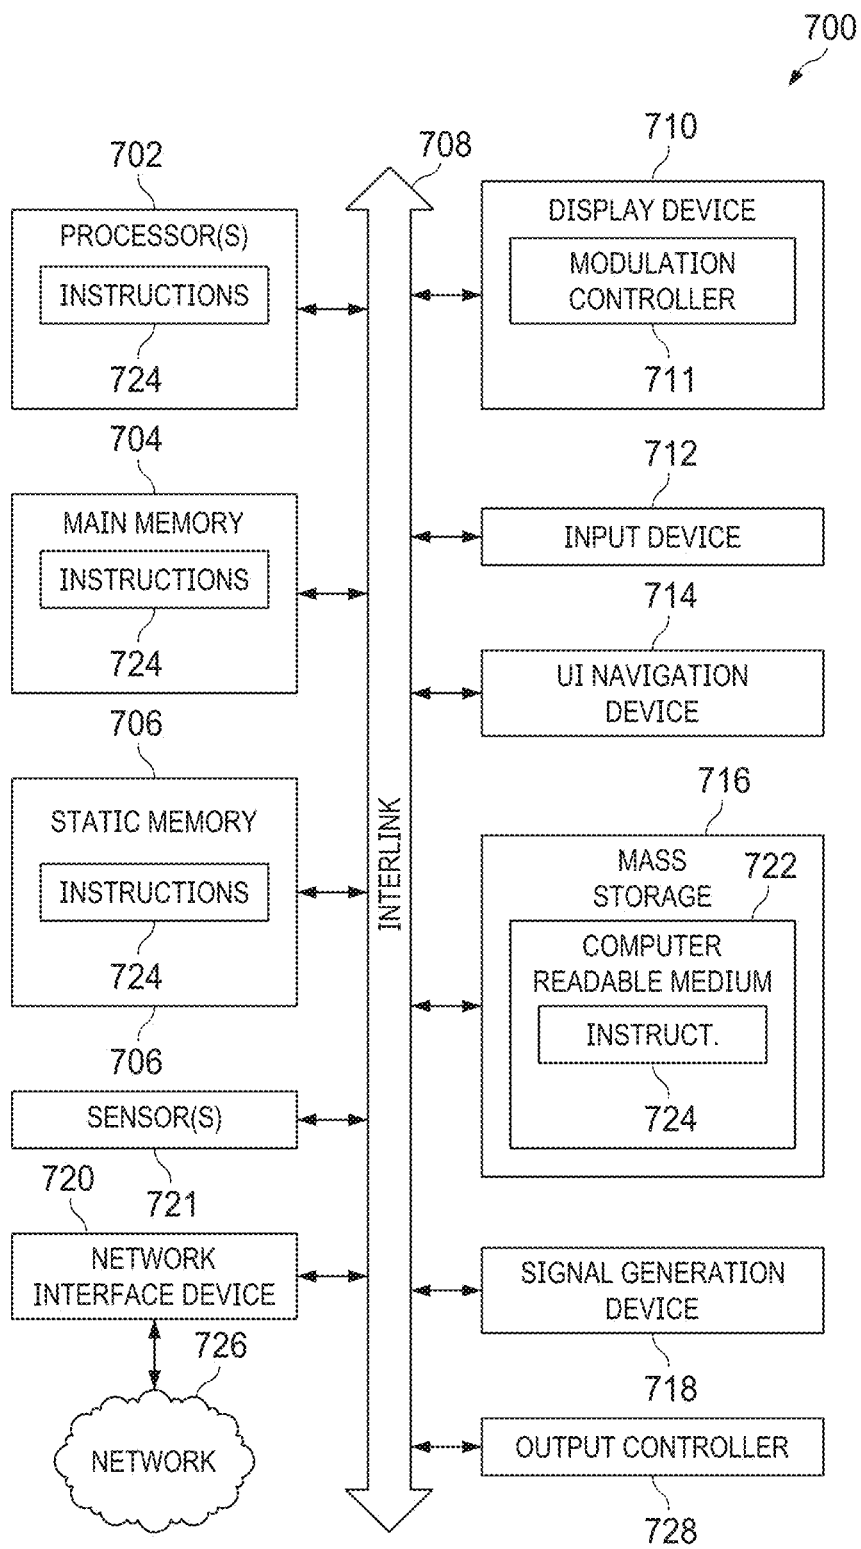 700
702
PROCESSOR(S)
INSTRUCTIONS
724
704
MAIN MEMORY
INSTRUCTIONS
724
706
STATIC MEMORY
INSTRUCTIONS
724
706
SENSOR(S)
721
720
NETWORK
INTERFACE DEVICE
726
NETWORK
708
INTERLINK
710
DISPLAY DEVICE
MODULATION
CONTROLLER
711
712
INPUT DEVICE
714
UI NAVIGATION
DEVICE
716
MASS
STORAGE
722
COMPUTER
READABLE MEDIUM
INSTRUCT.
724
SIGNAL GENERATION
DEVICE
718
OUTPUT CONTROLLER
728